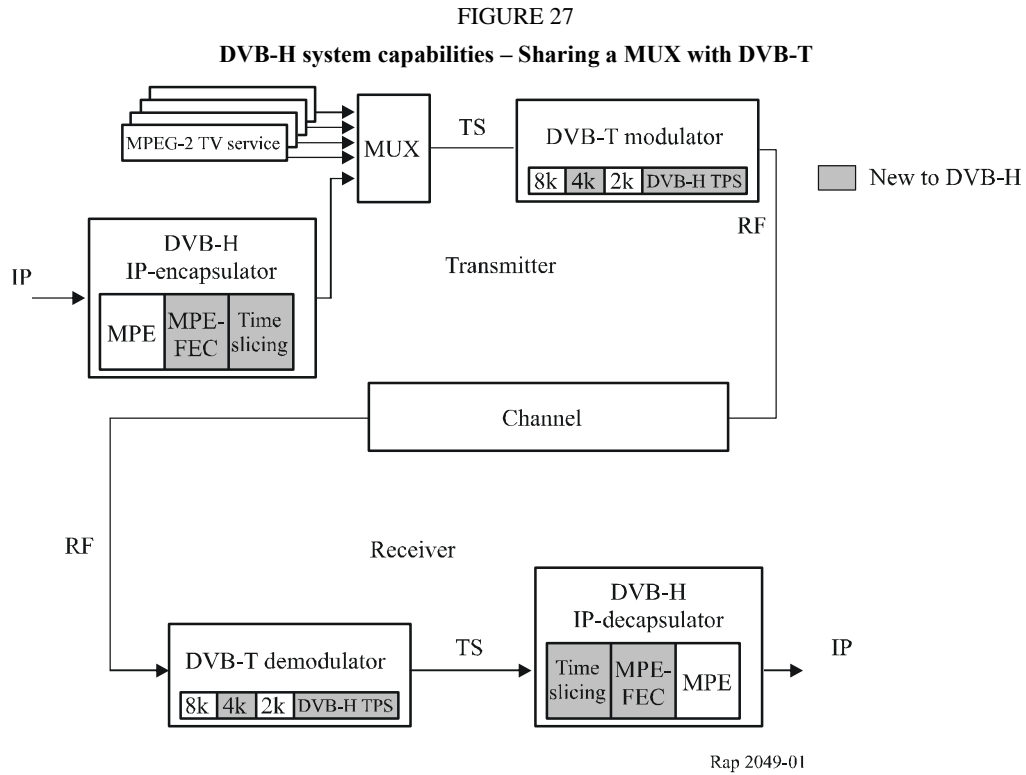 FIGURE 27
DVB-H system capabilities – Sharing a MUX with DVB-T
MPEG-2 TV service
MUX
TS
DVB-T modulator
8k
4k
2k
DVB-H TPS
New to DVB-H
RF
IP
DVB-H
IP-encapsulator
MPE
MPE-
FEC
Time
slicing
Transmitter
Channel
RF
Receiver
DVB-T demodulator
8k
4k
2k
DVB-H TPS
TS
DVB-H
IP-decapsulator
Time
slicing
MPE-
FEC
MPE
IP
Rap 2049-01